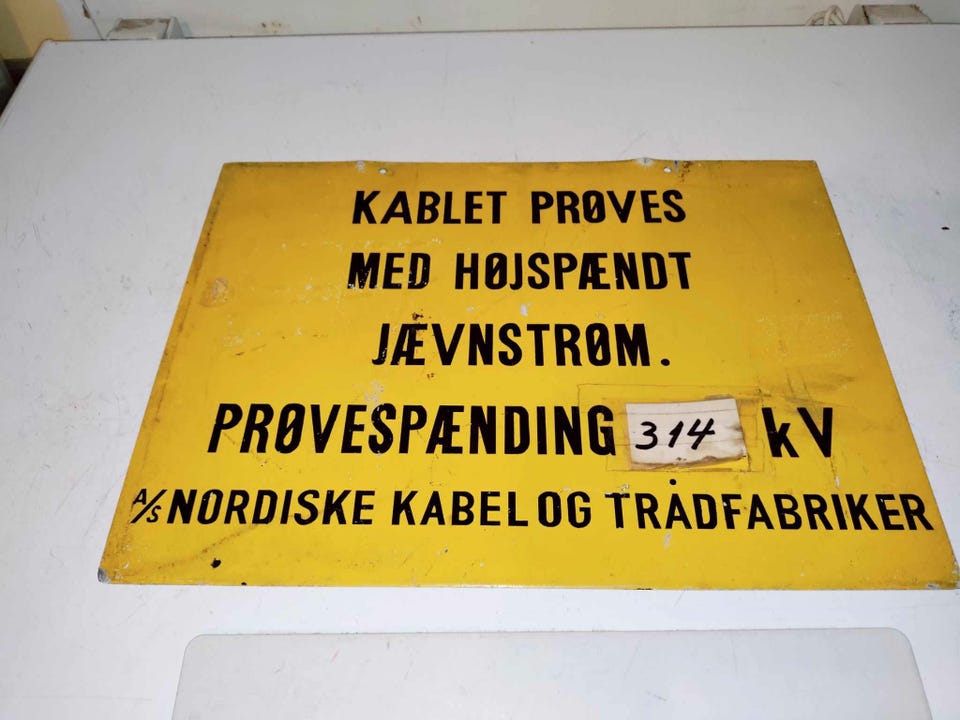 KABLET PRØVES
MED HØJSPÆNDT
JÆVNSTRØM.
PRØVESPÆNDING 314 kV
A/S NORDISKE KABEL OG TRÅDFABRIKER